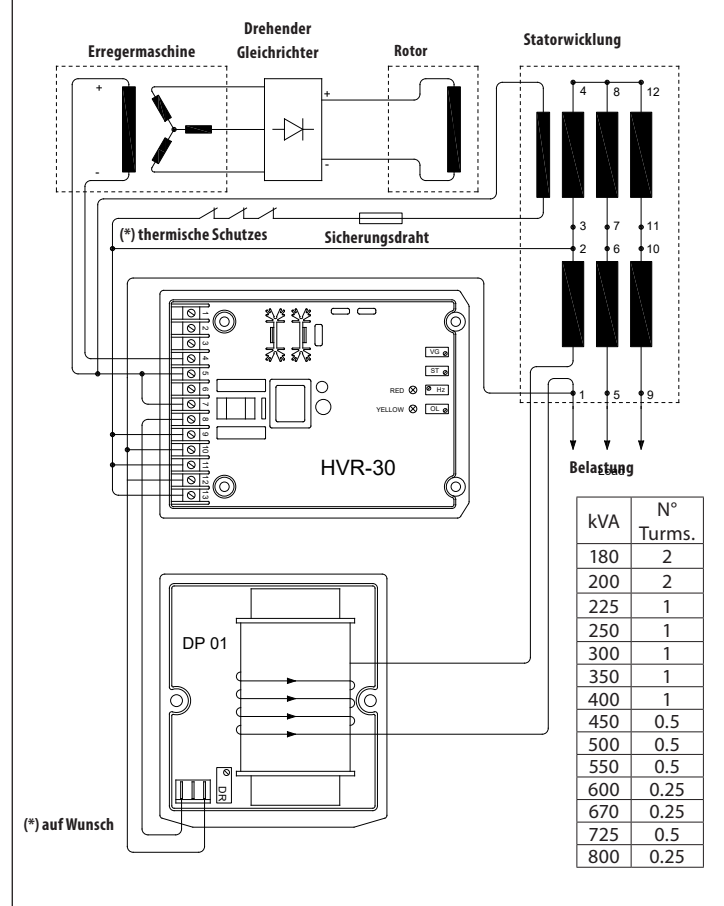 Drehender
Gleichrichter
Erregermaschine
Rotor
Statorwicklung
+
-
+
-
4 8 12
3 7 11
2 6 10
1 5 9
(*) thermische Schutzes
Sicherungsdraht
1
2
3
4
5
6
7
8
9
10
11
12
13
VG
ST
RED
Hz
YELLOW
OL
HVR-30
Belastung
Load
DP 01
DR
(*) auf Wunsch
kVA N° Turms.
180 2
200 2
225 1
250 1
300 1
350 1
400 1
450 0.5
500 0.5
550 0.5
600 0.25
670 0.25
725 0.5
800 0.25